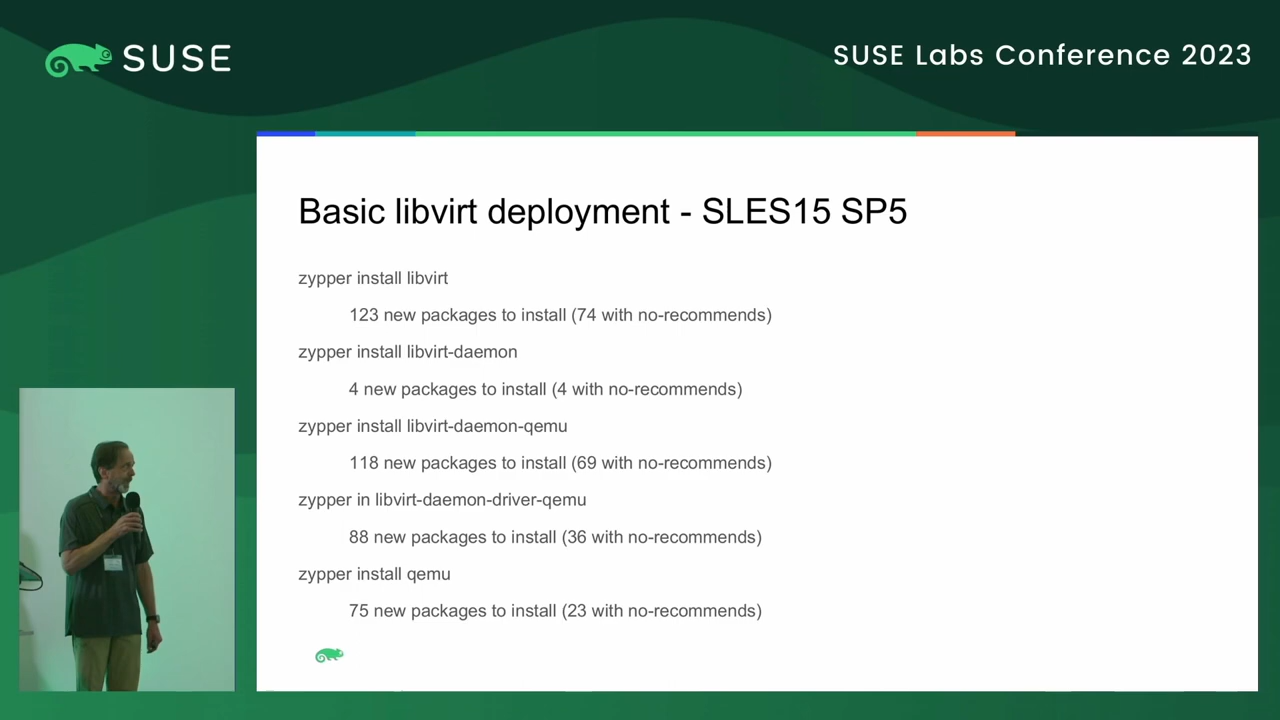 SUSE
SUSE Labs Conference 2023
Basic libvirt deployment - SLES15 SP5
zypper install libvirt
123 new packages to install (74 with no-recommends)
zypper install libvirt-daemon
4 new packages to install (4 with no-recommends)
zypper install libvirt-daemon-qemu
118 new packages to install (69 with no-recommends)
zypper in libvirt-daemon-driver-qemu
88 new packages to install (36 with no-recommends)
zypper install qemu
75 new packages to install (23 with no-recommends)